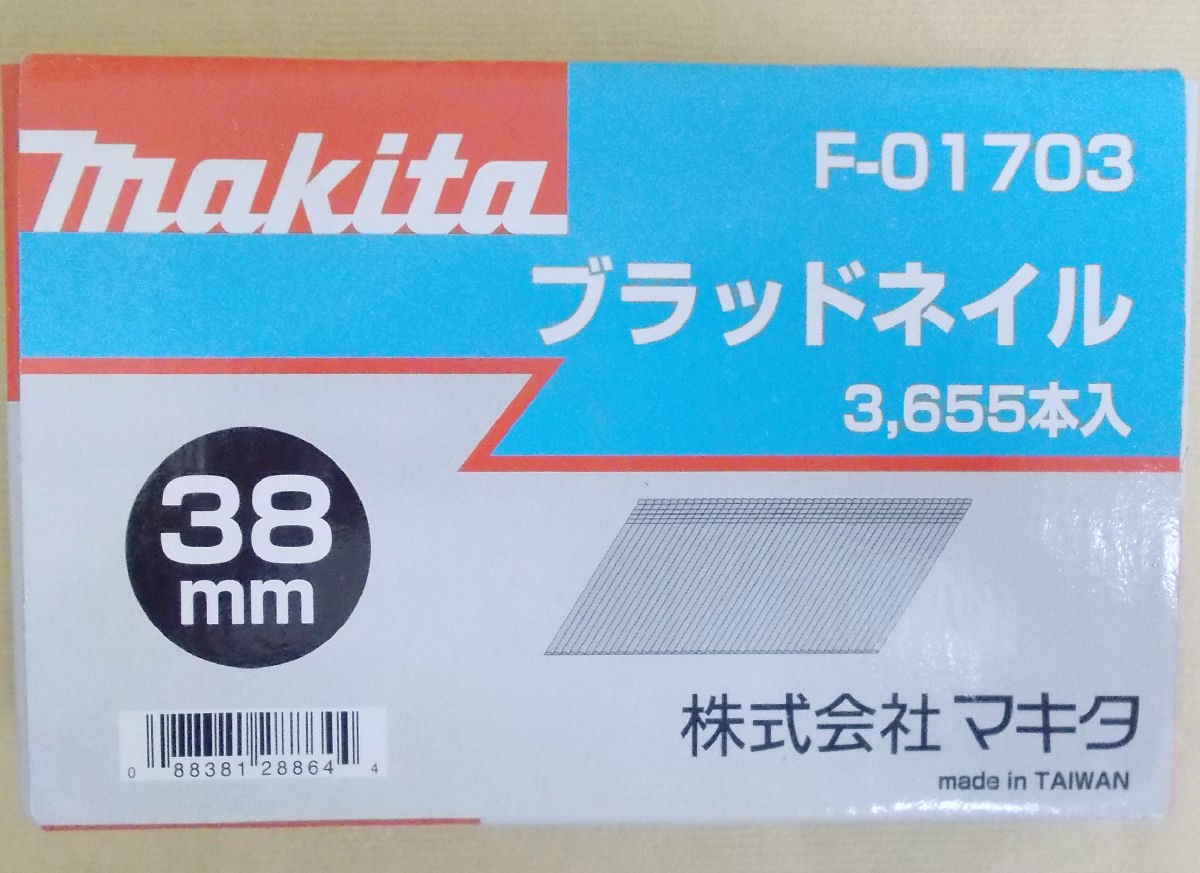 makita
F-01703
ブラッドネイル
3,655本入
38
mm
0 88381 28864 4
株式会社マキタ
made in TAIWAN